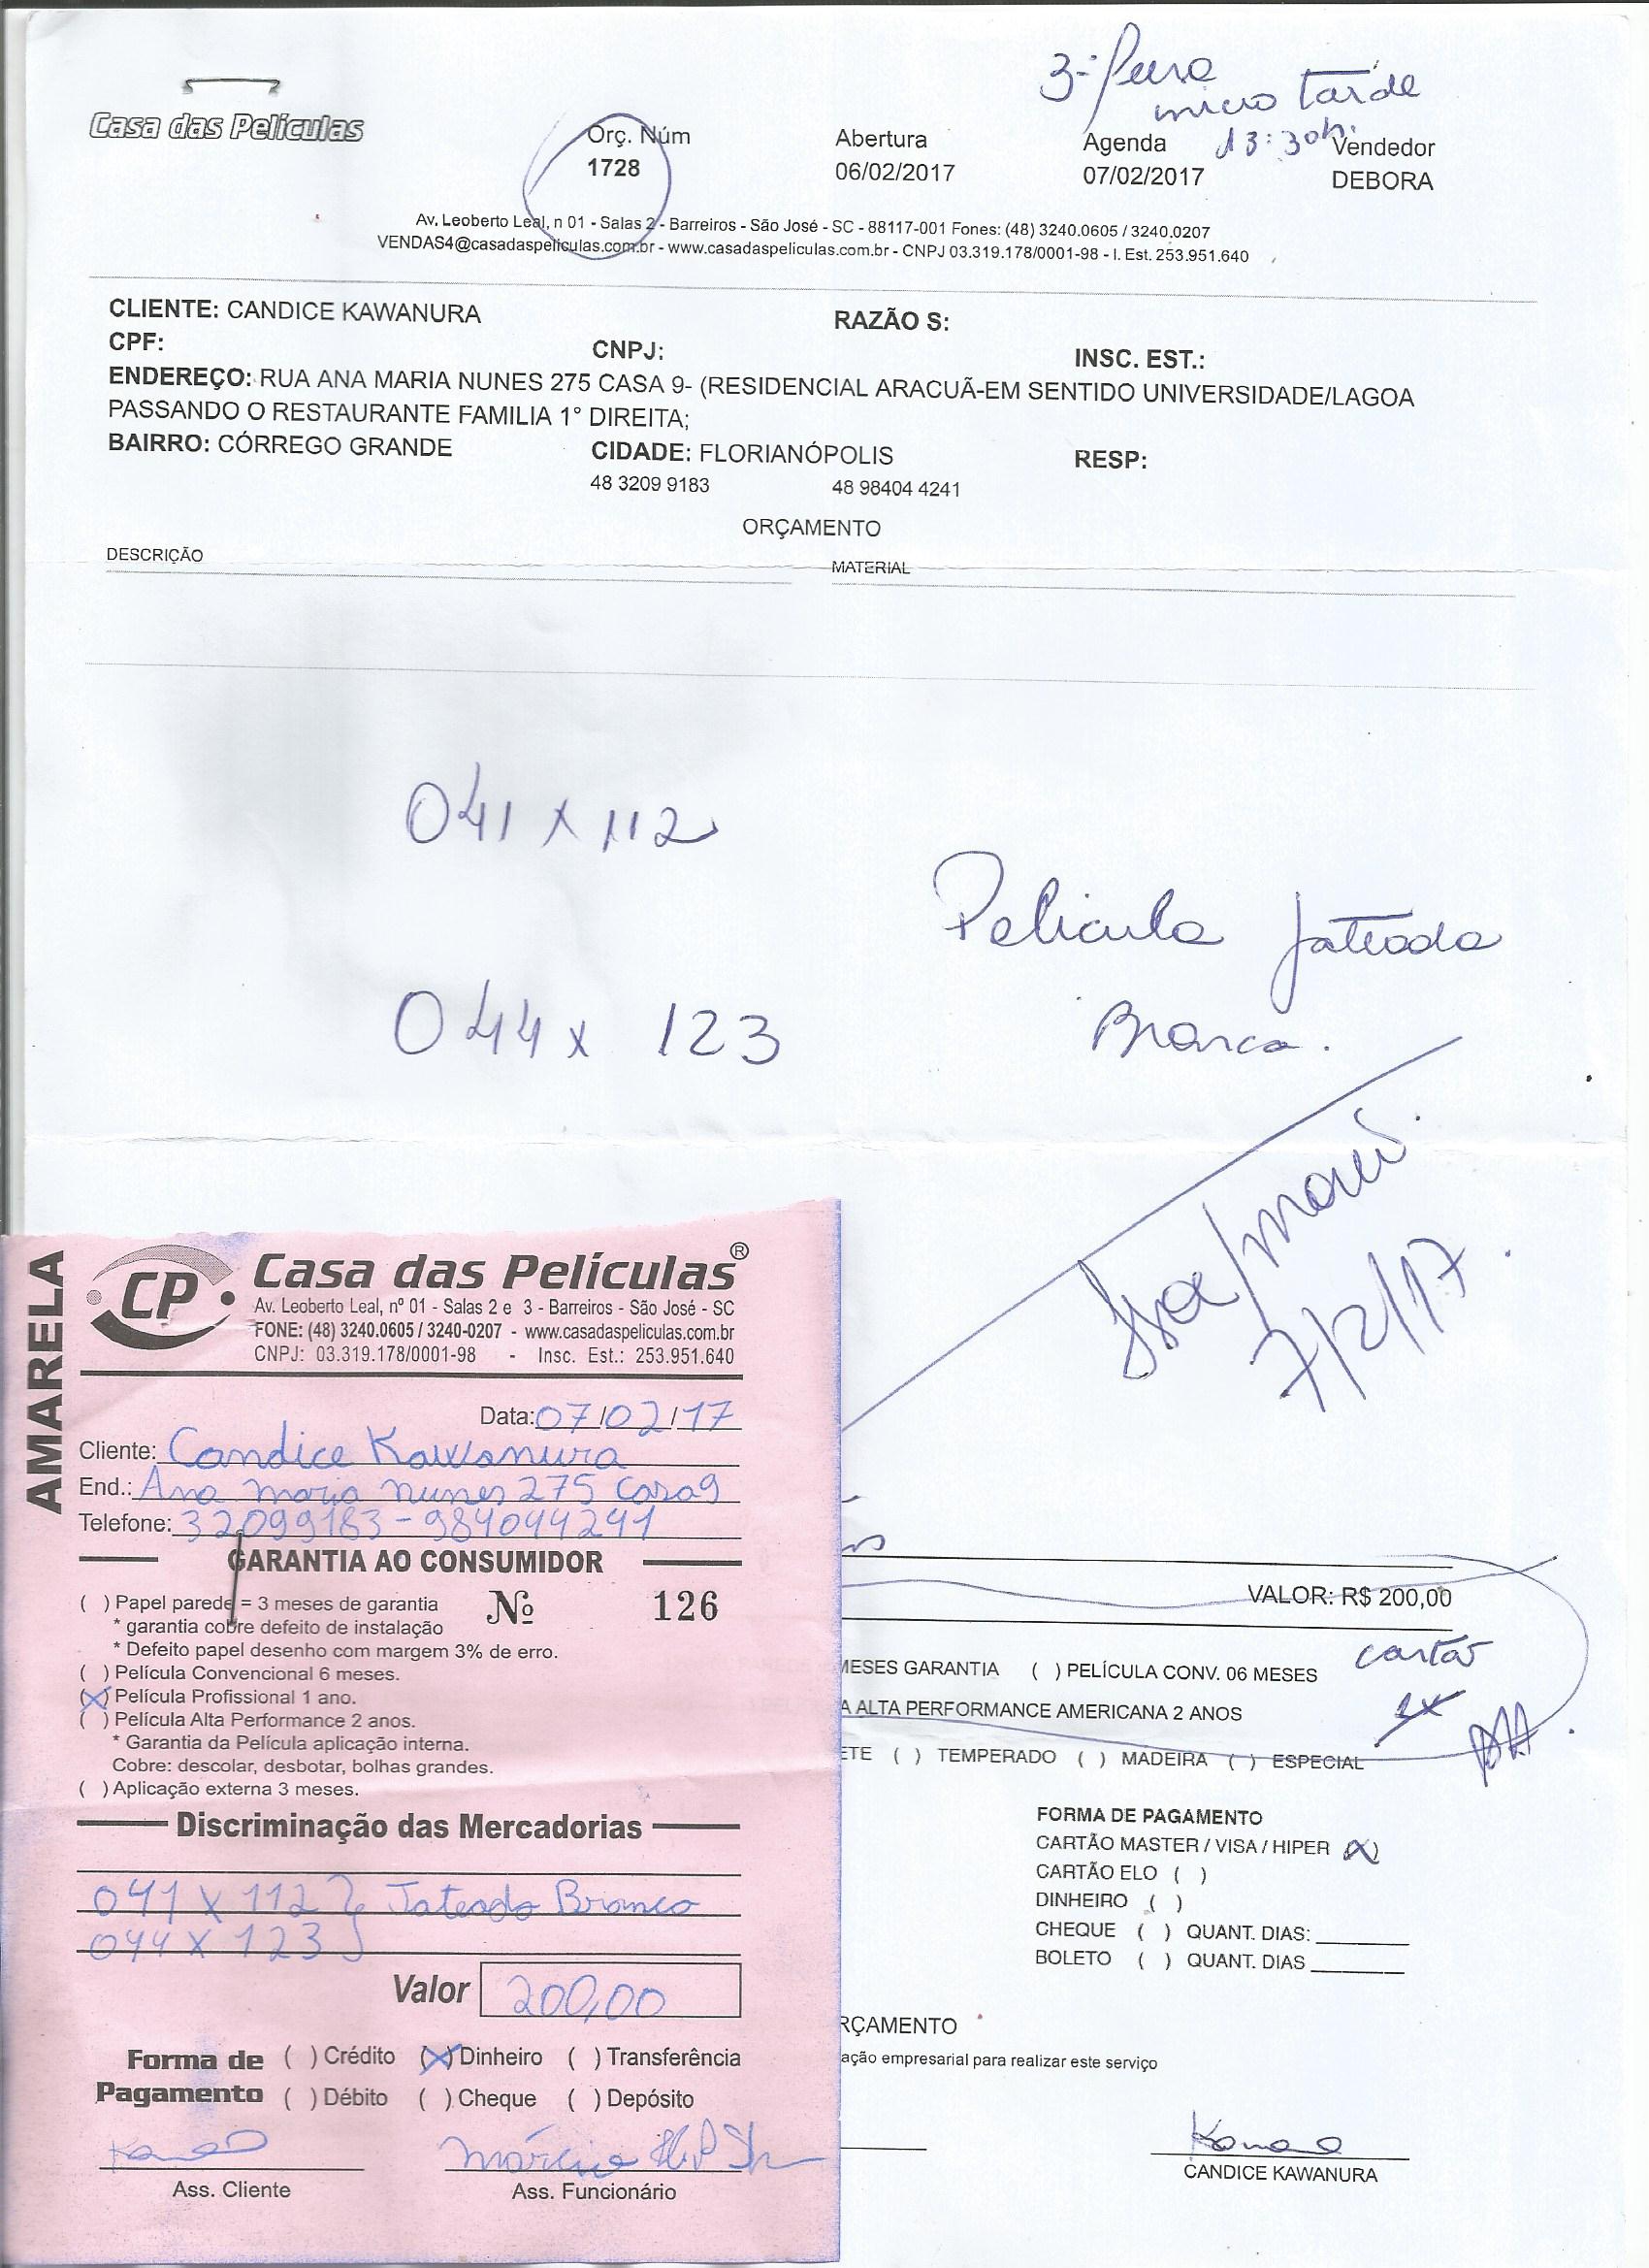 3ª feira
início tarde
13:30h.
Casa das Películas
Orç. Núm Abertura Agenda Vendedor
1728 06/02/2017 07/02/2017 DEBORA
Av. Leoberto Leal, n 01 - Salas 2 - Barreiros - São José - SC - 88117-001 Fones: (48) 3240.0605 / 3240.0207
VENDAS4@casadaspeliculas.com.br - www.casadaspeliculas.com.br - CNPJ 03.319.178/0001-98 - I. Est. 253.951.640
CLIENTE: CANDICE KAWANURA RAZÃO S:
CPF: CNPJ: INSC. EST.:
ENDEREÇO: RUA ANA MARIA NUNES 275 CASA 9- (RESIDENCIAL ARACUÃ-EM SENTIDO UNIVERSIDADE/LAGOA
PASSANDO O RESTAURANTE FAMILIA 1° DIREITA;
BAIRRO: CÓRREGO GRANDE CIDADE: FLORIANÓPOLIS RESP:
48 3209 9183 48 98404 4241
ORÇAMENTO
DESCRIÇÃO MATERIAL
041 x 112
Pelicula Jateada
Branca.
044 x 123
7/2/17
AMARELA
CP Casa das Películas®
Av. Leoberto Leal, nº 01 - Salas 2 e 3 - Barreiros - São José - SC
FONE: (48) 3240.0605 / 3240-0207 - www.casadaspeliculas.com.br
CNPJ: 03.319.178/0001-98 - Insc. Est.: 253.951.640
Data: 07/02/17
Cliente: Candice Kawanura
End.: Ana Maria Nunes 275 Casa 9
Telefone: 32099183 - 984044241
GARANTIA AO CONSUMIDOR
( ) Papel parede = 3 meses de garantia Nº 126
* garantia cobre defeito de instalação
* Defeito papel desenho com margem 3% de erro.
( ) Película Convencional 6 meses.
(X) Película Profissional 1 ano.
( ) Película Alta Performance 2 anos.
* Garantia da Película aplicação interna.
Cobre: descolar, desbotar, bolhas grandes.
( ) Aplicação externa 3 meses.
Discriminação das Mercadorias
041 x 112 } Jateado Branco
044 x 123
Valor 200,00
Forma de Pagamento
( ) Crédito (X) Dinheiro ( ) Transferência
( ) Débito ( ) Cheque ( ) Depósito
Ass. Cliente Ass. Funcionário
VALOR: R$ 200,00
cartão
1x
MESES GARANTIA ( ) PELÍCULA CONV. 06 MESES
A ALTA PERFORMANCE AMERICANA 2 ANOS
ETE ( ) TEMPERADO ( ) MADEIRA ( ) ESPECIAL
FORMA DE PAGAMENTO
CARTÃO MASTER / VISA / HIPER (X)
CARTÃO ELO ( )
DINHEIRO ( )
CHEQUE ( ) QUANT. DIAS:
BOLETO ( ) QUANT. DIAS
RÇAMENTO
ação empresarial para realizar este serviço
CANDICE KAWANURA